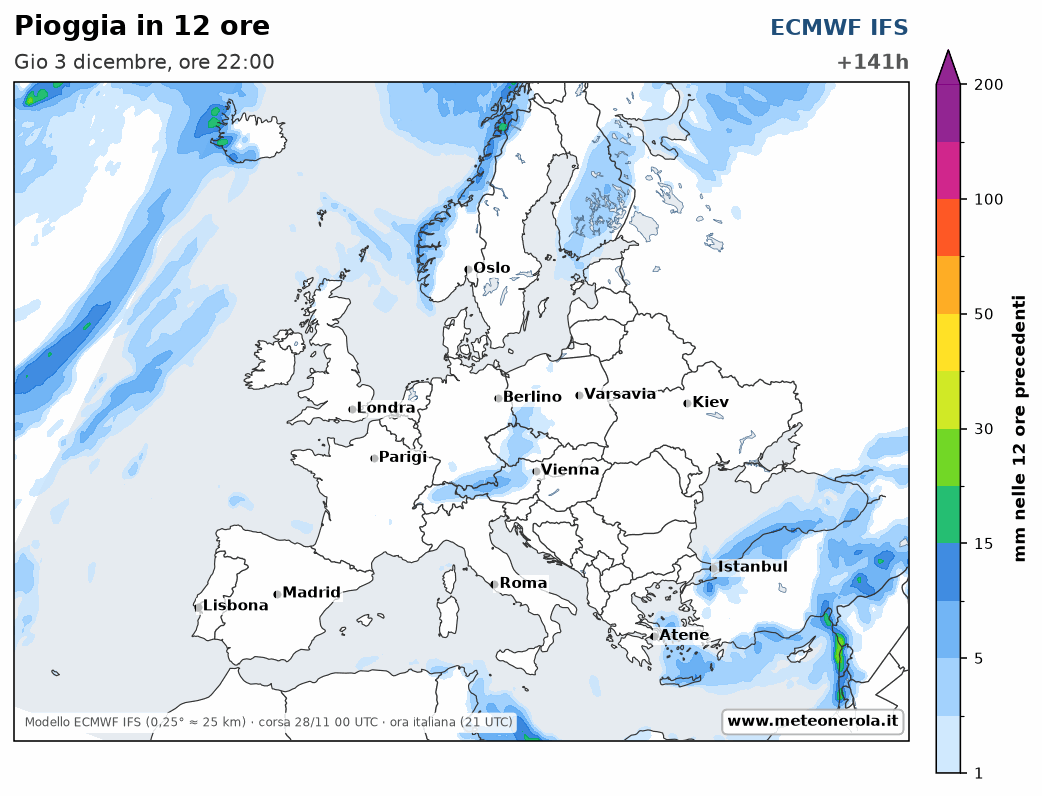 Pioggia in 12 ore
ECMWF IFS
Gio 3 dicembre, ore 22:00
+141h
200
100
50
30
15
5
1
mm nelle 12 ore precedenti
Oslo
Berlino
Varsavia
Kiev
Londra
Parigi
Vienna
Istanbul
Roma
Madrid
Lisbona
Atene
Modello ECMWF IFS (0,25° ≈ 25 km) · corsa 28/11 00 UTC · ora italiana (21 UTC)
www.meteonerola.it